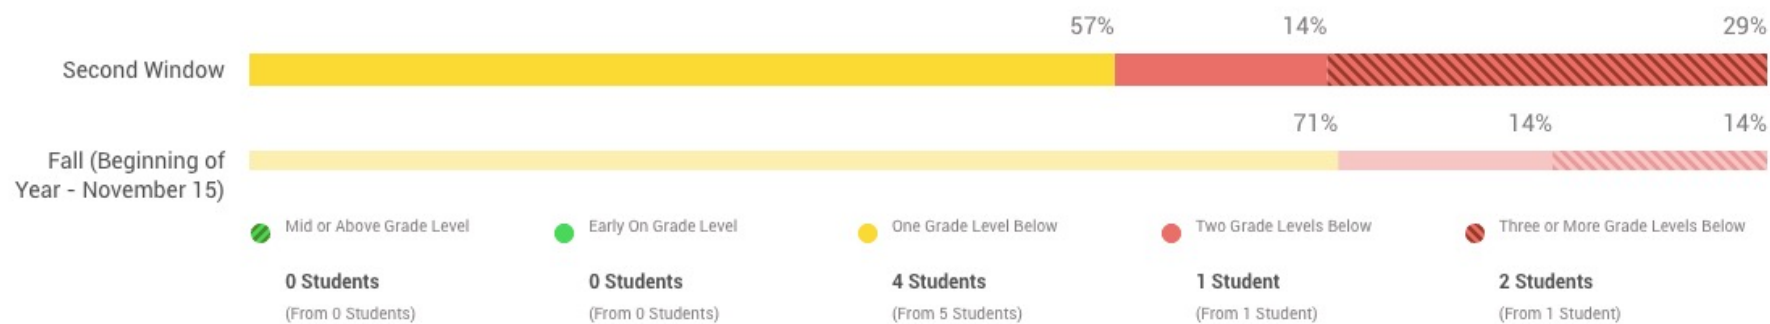 57% 14% 29%
Second Window
71% 14% 14%
Fall (Beginning of
Year - November 15)
Mid or Above Grade Level Early On Grade Level One Grade Level Below Two Grade Levels Below Three or More Grade Levels Below
0 Students 0 Students 4 Students 1 Student 2 Students
(From 0 Students) (From 0 Students) (From 5 Students) (From 1 Student) (From 1 Student)